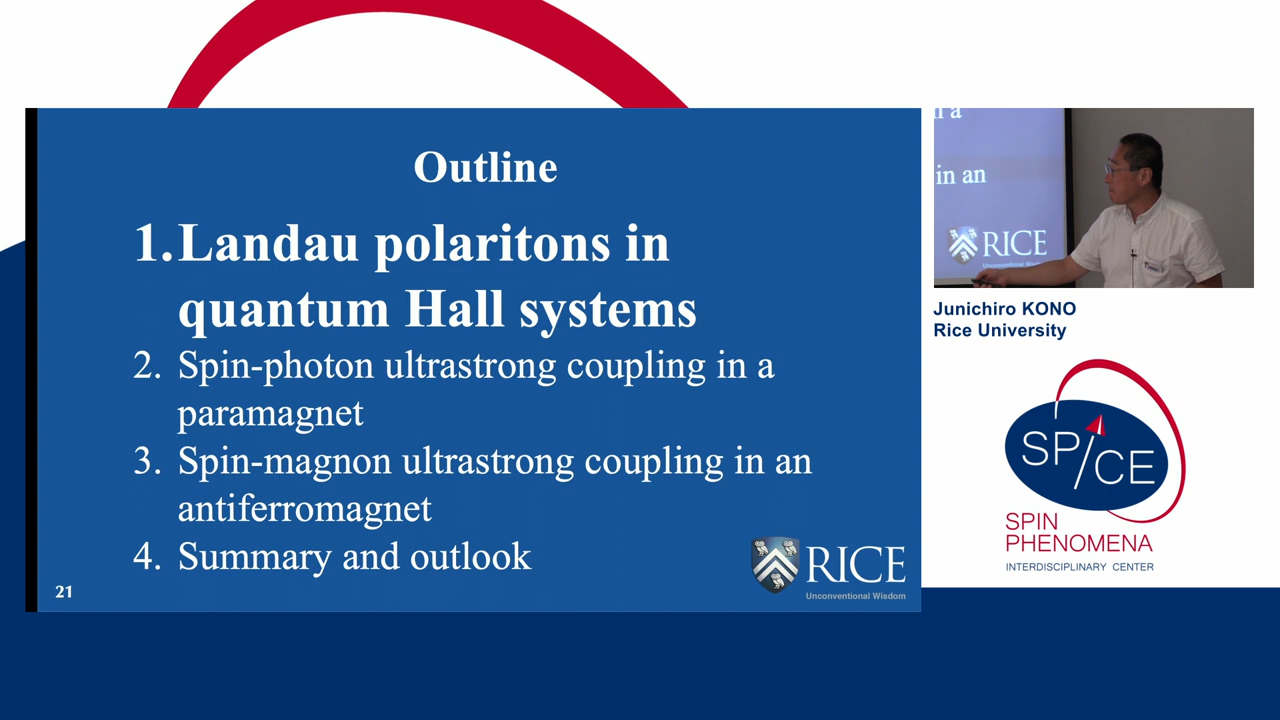 Outline
1. Landau polaritons in
quantum Hall systems
2. Spin-photon ultrastrong coupling in a
paramagnet
3. Spin-magnon ultrastrong coupling in an
antiferromagnet
4. Summary and outlook
21
RICE
Unconventional Wisdom
in an
RICE
Junichiro KONO
Rice University
SPICE
SPIN
PHENOMENA
INTERDISCIPLINARY CENTER